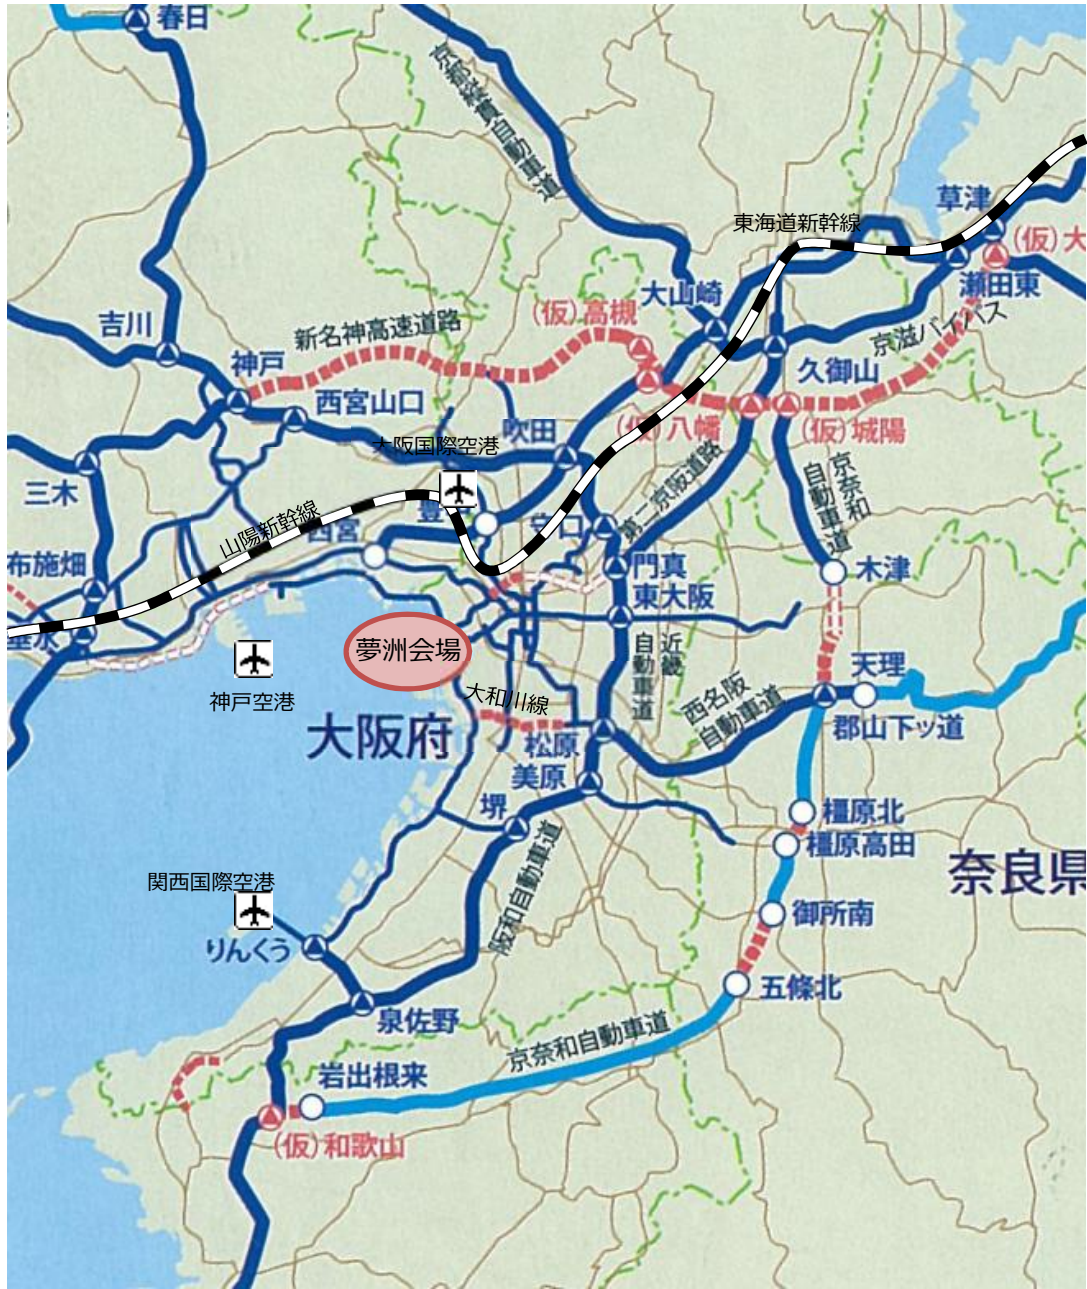 春日
京都縦貫自動車道
東海道新幹線
草津
(仮)大
瀬田東
京滋バイパス
大山崎
(仮)高槻
新名神高速道路
吉川
神戸
西宮山口
久御山
(仮)八幡
(仮)城陽
吹田
大阪国際空港
三木
第二京阪道路
京奈和
自動車道
山陽新幹線
西宮
豊
守口
布施畑
門真
木津
東大阪
垂水
夢洲会場
近畿
自動車道
神戸空港
天理
大和川線
西名阪
自動車道
郡山下ッ道
大阪府
松原
美原
堺
橿原北
橿原高田
阪和自動車道
奈良県
関西国際空港
御所南
りんくう
五條北
泉佐野
京奈和自動車道
岩出根来
(仮)和歌山